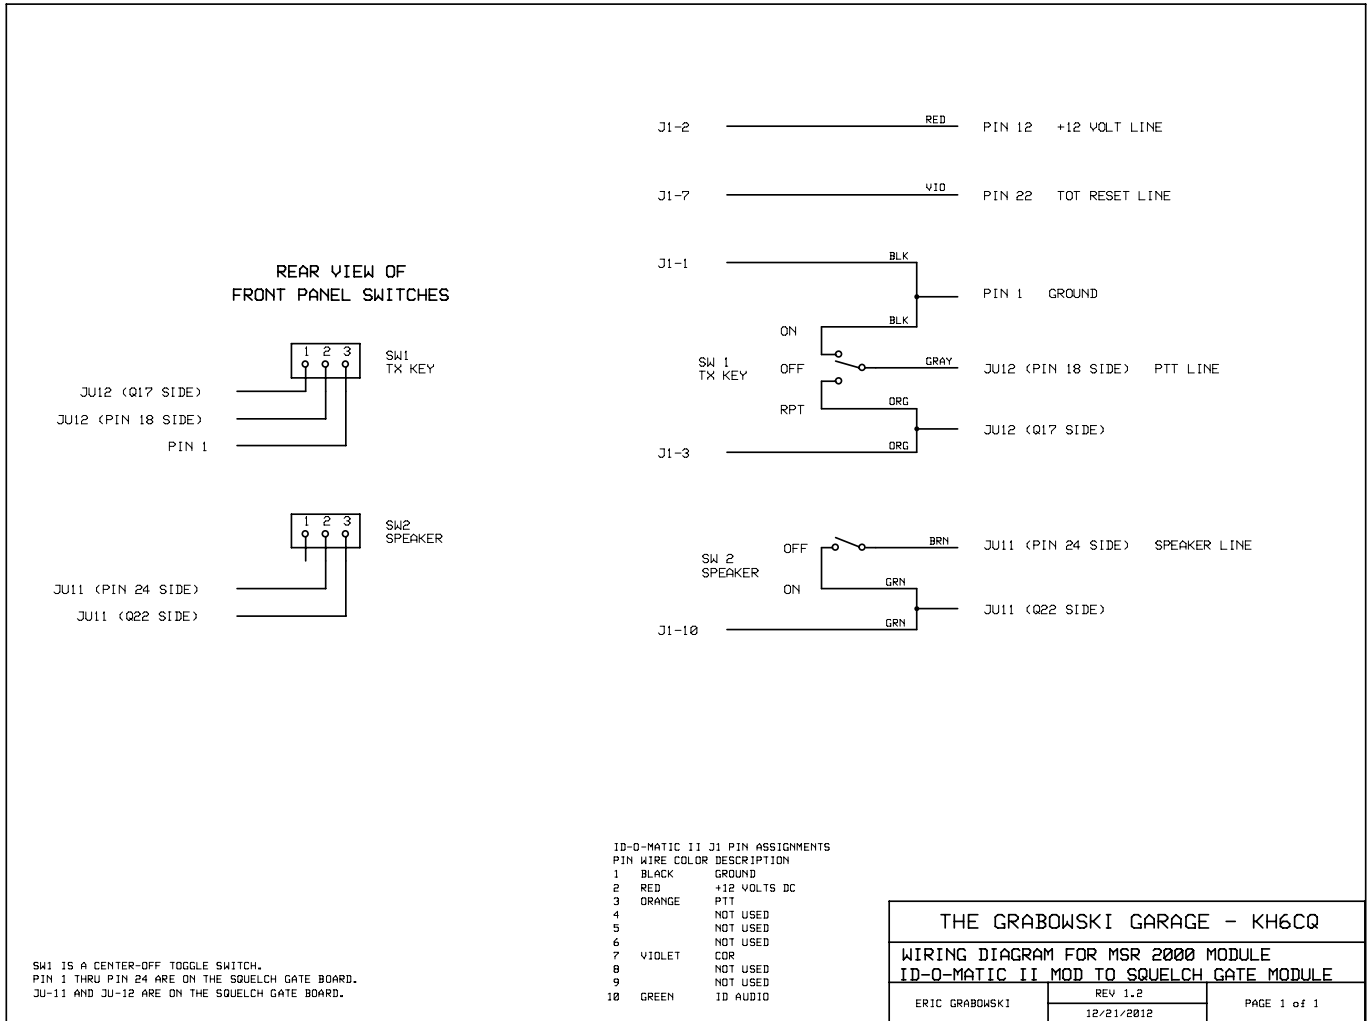 J1-2 RED PIN 12 +12 VOLT LINE
J1-7 VIO PIN 22 TOT RESET LINE
REAR VIEW OF
FRONT PANEL SWITCHES
1 2 3 SW1
TX KEY
JU12 (Q17 SIDE)
JU12 (PIN 18 SIDE)
PIN 1
1 2 3 SW2
SPEAKER
JU11 (PIN 24 SIDE)
JU11 (Q22 SIDE)
J1-1 BLK
PIN 1 GROUND
BLK
ON
SW 1
TX KEY
OFF GRAY JU12 (PIN 18 SIDE) PTT LINE
RPT ORG
JU12 (Q17 SIDE)
J1-3 ORG
OFF BRN JU11 (PIN 24 SIDE) SPEAKER LINE
SW 2
SPEAKER
ON GRN
JU11 (Q22 SIDE)
J1-10 GRN
ID-O-MATIC II J1 PIN ASSIGNMENTS
PIN WIRE COLOR DESCRIPTION
1 BLACK GROUND
2 RED +12 VOLTS DC
3 ORANGE PTT
4 NOT USED
5 NOT USED
6 NOT USED
7 VIOLET COR
8 NOT USED
9 NOT USED
10 GREEN ID AUDIO
SW1 IS A CENTER-OFF TOGGLE SWITCH.
PIN 1 THRU PIN 24 ARE ON THE SQUELCH GATE BOARD.
JU-11 AND JU-12 ARE ON THE SQUELCH GATE BOARD.
THE GRABOWSKI GARAGE - KH6CQ
WIRING DIAGRAM FOR MSR 2000 MODULE
ID-O-MATIC II MOD TO SQUELCH GATE MODULE
ERIC GRABOWSKI
REV 1.2
12/21/2012
PAGE 1 of 1